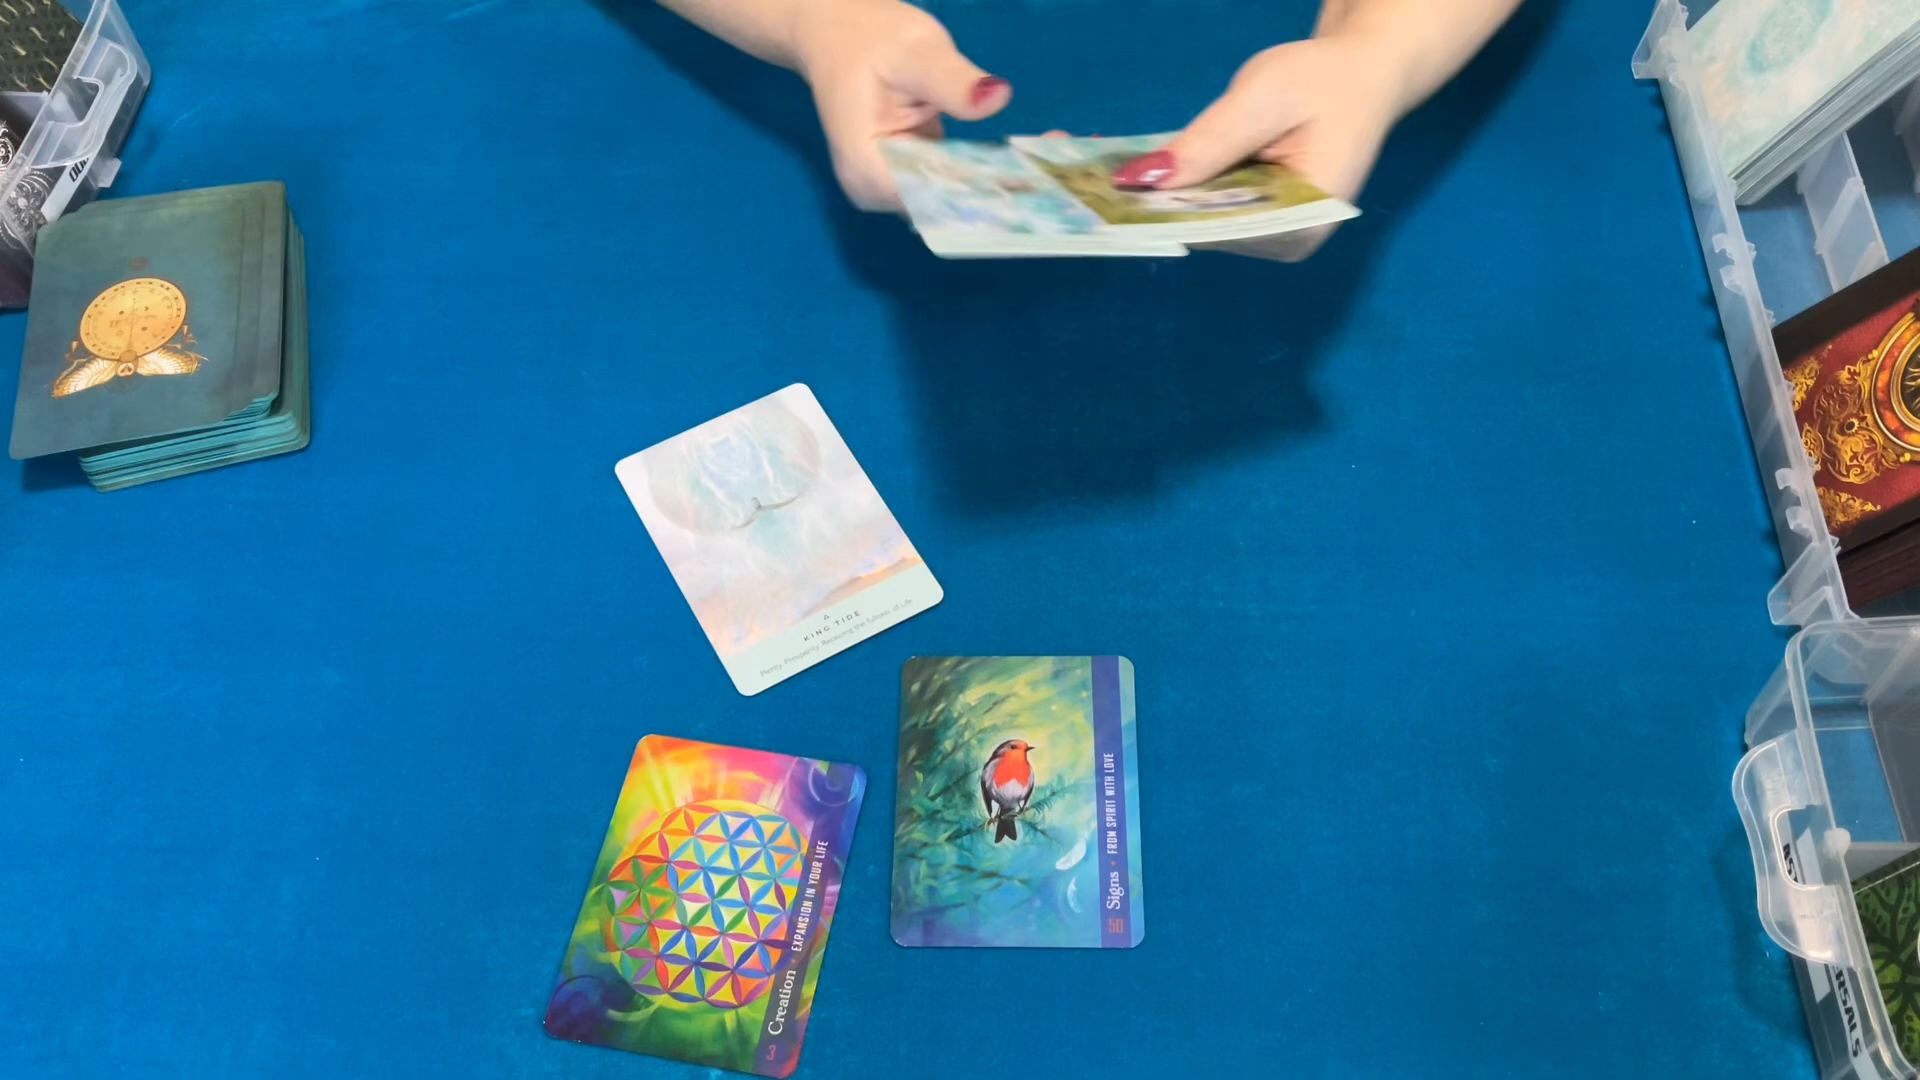 KING TIDE
Plenty. Prosperity. Receiving the fullness of Life
Signs • FROM SPIRIT WITH LOVE
50
Creation • EXPANSION IN YOUR LIFE
3